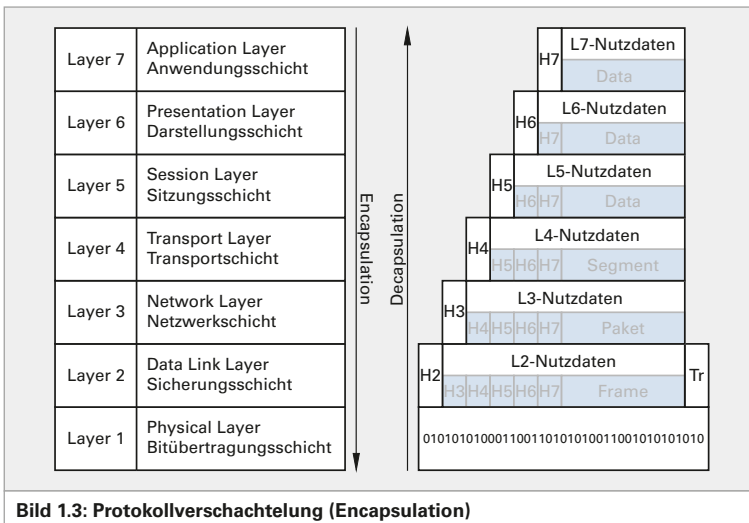 Layer 7
Application Layer
Anwendungsschicht
Layer 6
Presentation Layer
Darstellungsschicht
Layer 5
Session Layer
Sitzungsschicht
Layer 4
Transport Layer
Transportschicht
Layer 3
Network Layer
Netzwerkschicht
Layer 2
Data Link Layer
Sicherungsschicht
Layer 1
Physical Layer
Bitübertragungsschicht
Encapsulation
Decapsulation
H7 L7-Nutzdaten
Data
H6 L6-Nutzdaten
H7 Data
H5 L5-Nutzdaten
H6 H7 Data
H4 L4-Nutzdaten
H5 H6 H7 Segment
H3 L3-Nutzdaten
H4 H5 H6 H7 Paket
H2 L2-Nutzdaten Tr
H3 H4 H5 H6 H7 Frame
0101010100011001101010100110010101010​10
Bild 1.3: Protokollverschachtelung (Encapsulation)